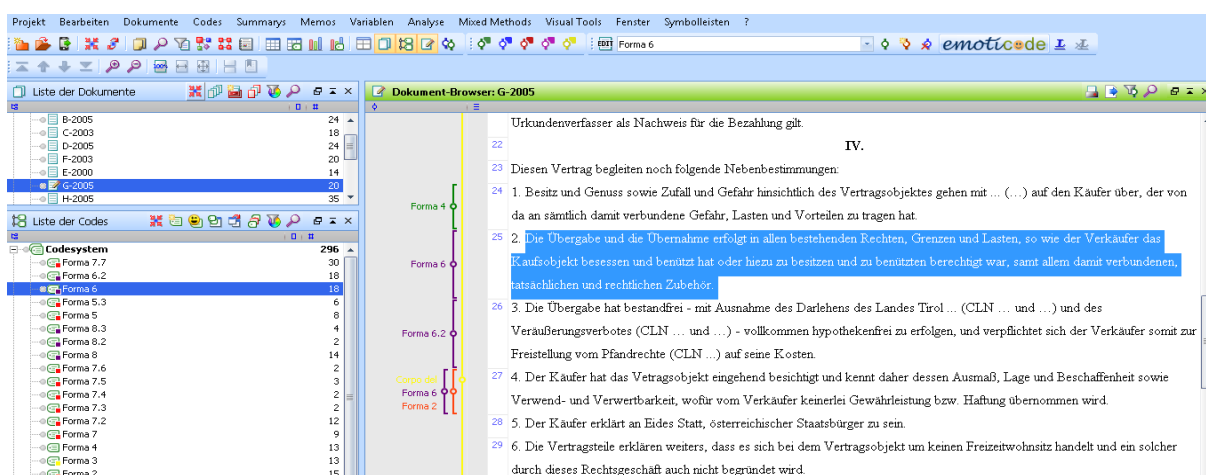 Projekt Bearbeiten Dokumente Codes Summarys Memos Variablen Analyse Mixed Methods Visual Tools Fenster Symbolleisten ?
EDIT Forma 6 emoticode
100%
Liste der Dokumente
B-2005 24
C-2003 18
D-2005 24
F-2003 20
E-2000 14
G-2005 20
H-2005 35
Liste der Codes
Codesystem 296
Forma 7.7 30
Forma 6.2 18
Forma 6 18
Forma 5.3 6
Forma 5 8
Forma 8.3 4
Forma 8.2 2
Forma 8 14
Forma 7.6 2
Forma 7.5 3
Forma 7.4 2
Forma 7.3 2
Forma 7.2 12
Forma 7 9
Forma 4 13
Forma 3 13
Forma 2 15
Dokument-Browser: G-2005
Urkundenverfasser als Nachweis für die Bezahlung gilt.
22 IV.
23 Diesen Vertrag begleiten noch folgende Nebenbestimmungen:
24 1. Besitz und Genuss sowie Zufall und Gefahr hinsichtlich des Vertragsobjektes gehen mit ... (…) auf den Käufer über, der von
Forma 4
da an sämtlich damit verbundene Gefahr, Lasten und Vorteilen zu tragen hat.
25 2. Die Übergabe und die Übernahme erfolgt in allen bestehenden Rechten, Grenzen und Lasten, so wie der Verkäufer das
Forma 6 Kaufsobjekt besessen und benützt hat oder hiezu zu besitzen und zu benützten berechtigt war, samt allem damit verbundenen,
tatsächlichen und rechtlichen Zubehör.
26 3. Die Übergabe hat bestandfrei - mit Ausnahme des Darlehens des Landes Tirol ... (CLN … und …) und des
Forma 6.2 Veräußerungsverbotes (CLN … und …) - vollkommen hypothekenfrei zu erfolgen, und verpflichtet sich der Verkäufer somit zur
Freistellung vom Pfandrechte (CLN ...) auf seine Kosten.
27 4. Der Käufer hat das Vetragsobjekt eingehend besichtigt und kennt daher dessen Ausmaß, Lage und Beschaffenheit sowie
Forma 6
Forma 2
Verwend- und Verwertbarkeit, wofür vom Verkäufer keinerlei Gewährleistung bzw. Haftung übernommen wird.
28 5. Der Käufer erklärt an Eides Statt, österreichischer Staatsbürger zu sein.
29 6. Die Vertragsteile erklären weiters, dass es sich bei dem Vertragsobjekt um keinen Freizeitwohnsitz handelt und ein solcher
durch dieses Rechtsgeschäft auch nicht begründet wird.